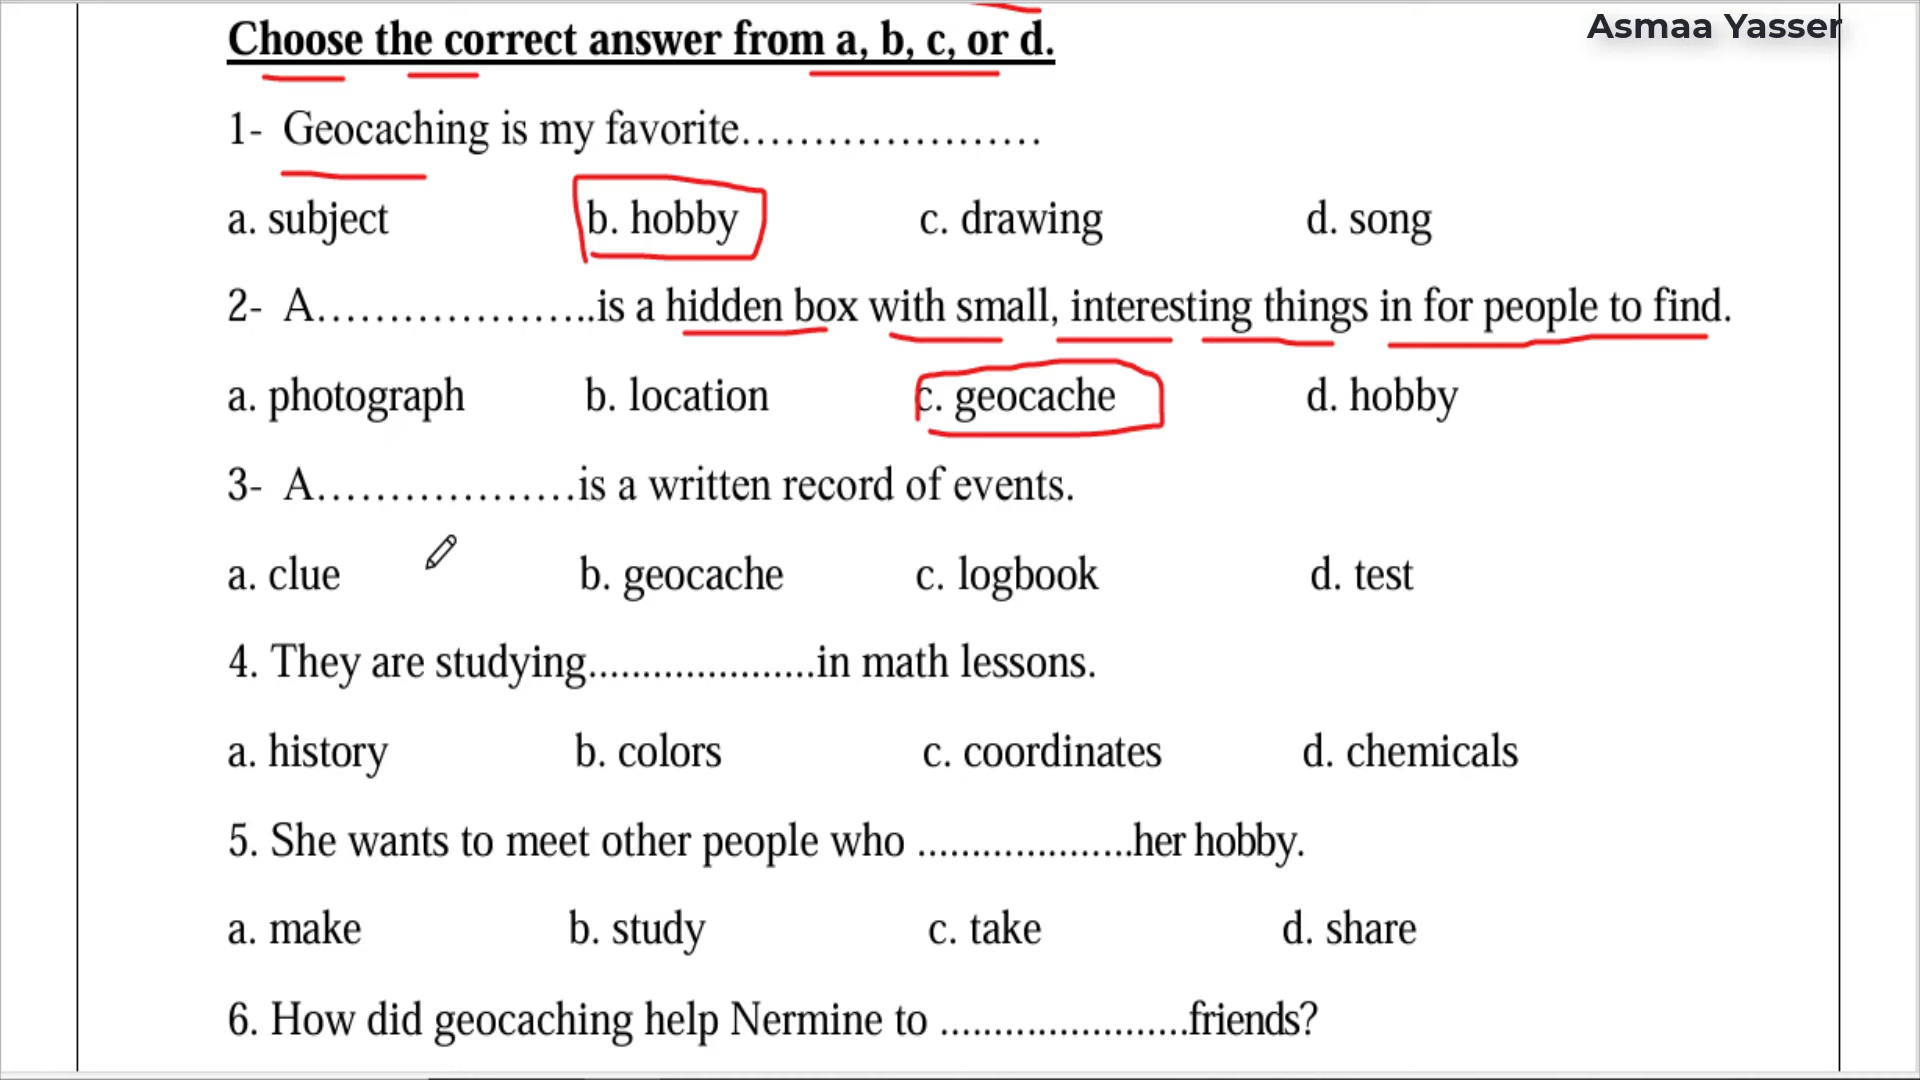 Asmaa Yasser
Choose the correct answer from a, b, c, or d.
1- Geocaching is my favorite…………………
a. subject b. hobby c. drawing d. song
2- A…………………..is a hidden box with small, interesting things in for people to find.
a. photograph b. location c. geocache d. hobby
3- A………………is a written record of events.
a. clue b. geocache c. logbook d. test
4. They are studying.....................in math lessons.
a. history b. colors c. coordinates d. chemicals
5. She wants to meet other people who ....................her hobby.
a. make b. study c. take d. share
6. How did geocaching help Nermine to .......................friends?